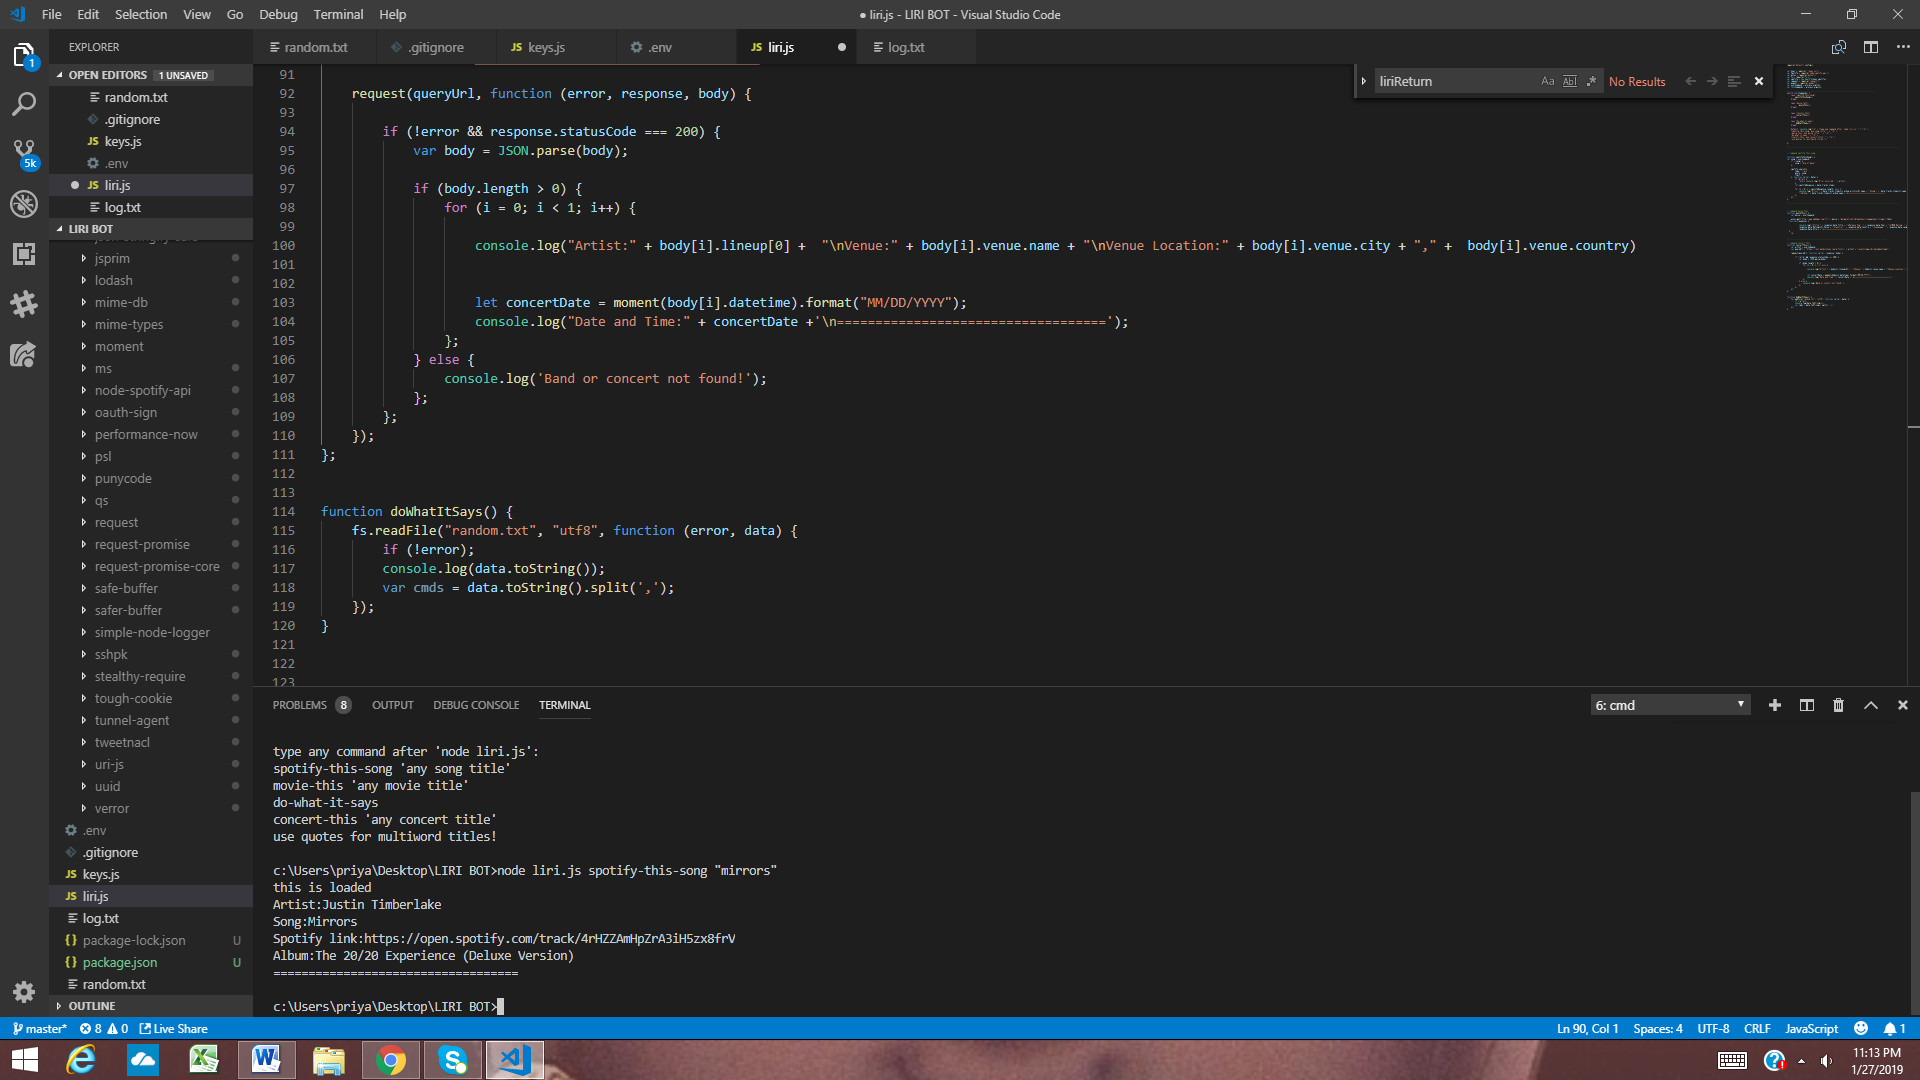 File Edit Selection View Go Debug Terminal Help
● liri.js - LIRI BOT - Visual Studio Code
EXPLORER
random.txt .gitignore JS keys.js .env JS liri.js log.txt
OPEN EDITORS 1 UNSAVED
random.txt
.gitignore
JS keys.js
.env
JS liri.js
log.txt
LIRI BOT
jsprim
lodash
mime-db
mime-types
moment
ms
node-spotify-api
oauth-sign
performance-now
psl
punycode
qs
request
request-promise
request-promise-core
safe-buffer
safer-buffer
simple-node-logger
sshpk
stealthy-require
tough-cookie
tunnel-agent
tweetnacl
uri-js
uuid
verror
.env
.gitignore
JS keys.js
JS liri.js
log.txt
{} package-lock.json U
{} package.json U
random.txt
OUTLINE
1
5k
liriReturn Aa Abl .* No Results
91
92 request(queryUrl, function (error, response, body) {
93
94 if (!error && response.statusCode === 200) {
95 var body = JSON.parse(body);
96
97 if (body.length > 0) {
98 for (i = 0; i < 1; i++) {
99
100 console.log("Artist:" + body[i].lineup[0] +  "\nVenue:" + body[i].venue.name + "\nVenue Location:" + body[i].venue.city + "," +  body[i].venue.country)
101
102
103 let concertDate = moment(body[i].datetime).format("MM/DD/YYYY");
104 console.log("Date and Time:" + concertDate +'\n===================================');
105 };
106 } else {
107 console.log('Band or concert not found!');
108 };
109 };
110 });
111 };
112
113
114 function doWhatItSays() {
115 fs.readFile("random.txt", "utf8", function (error, data) {
116 if (!error);
117 console.log(data.toString());
118 var cmds = data.toString().split(',');
119 });
120 }
121
122
123
PROBLEMS 8 OUTPUT DEBUG CONSOLE TERMINAL 6: cmd
type any command after 'node liri.js':
spotify-this-song 'any song title'
movie-this 'any movie title'
do-what-it-says
concert-this 'any concert title'
use quotes for multiword titles!
c:\Users\priya\Desktop\LIRI BOT>node liri.js spotify-this-song "mirrors"
this is loaded
Artist:Justin Timberlake
Song:Mirrors
Spotify link:https://open.spotify.com/track/4rHZZAmHpZrA3iH5zx8frV
Album:The 20/20 Experience (Deluxe Version)
===================================
c:\Users\priya\Desktop\LIRI BOT>
master* 8 0 Live Share Ln 90, Col 1 Spaces: 4 UTF-8 CRLF JavaScript 1
11:13 PM
1/27/2019